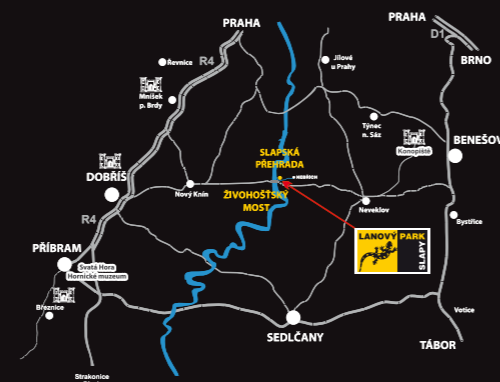 PRAHA
PRAHA
D1
BRNO
Řevnice
R4
Jílové
u Prahy
Mníšek
p. Brdy
Týnec
n. Sáz
Konopiště
BENEŠOV
SLAPSKÁ
PŘEHRADA
DOBŘÍŠ
Nový Knín
ŽIVOHOŠŤSKÝ
MOST
Neveklov
R4
Bystřice
LANOVÝ PARK
SLAPY
PŘÍBRAM
Svatá Hora
Hornické muzeum
Březnice
SEDLČANY
Votice
TÁBOR
Strakonice